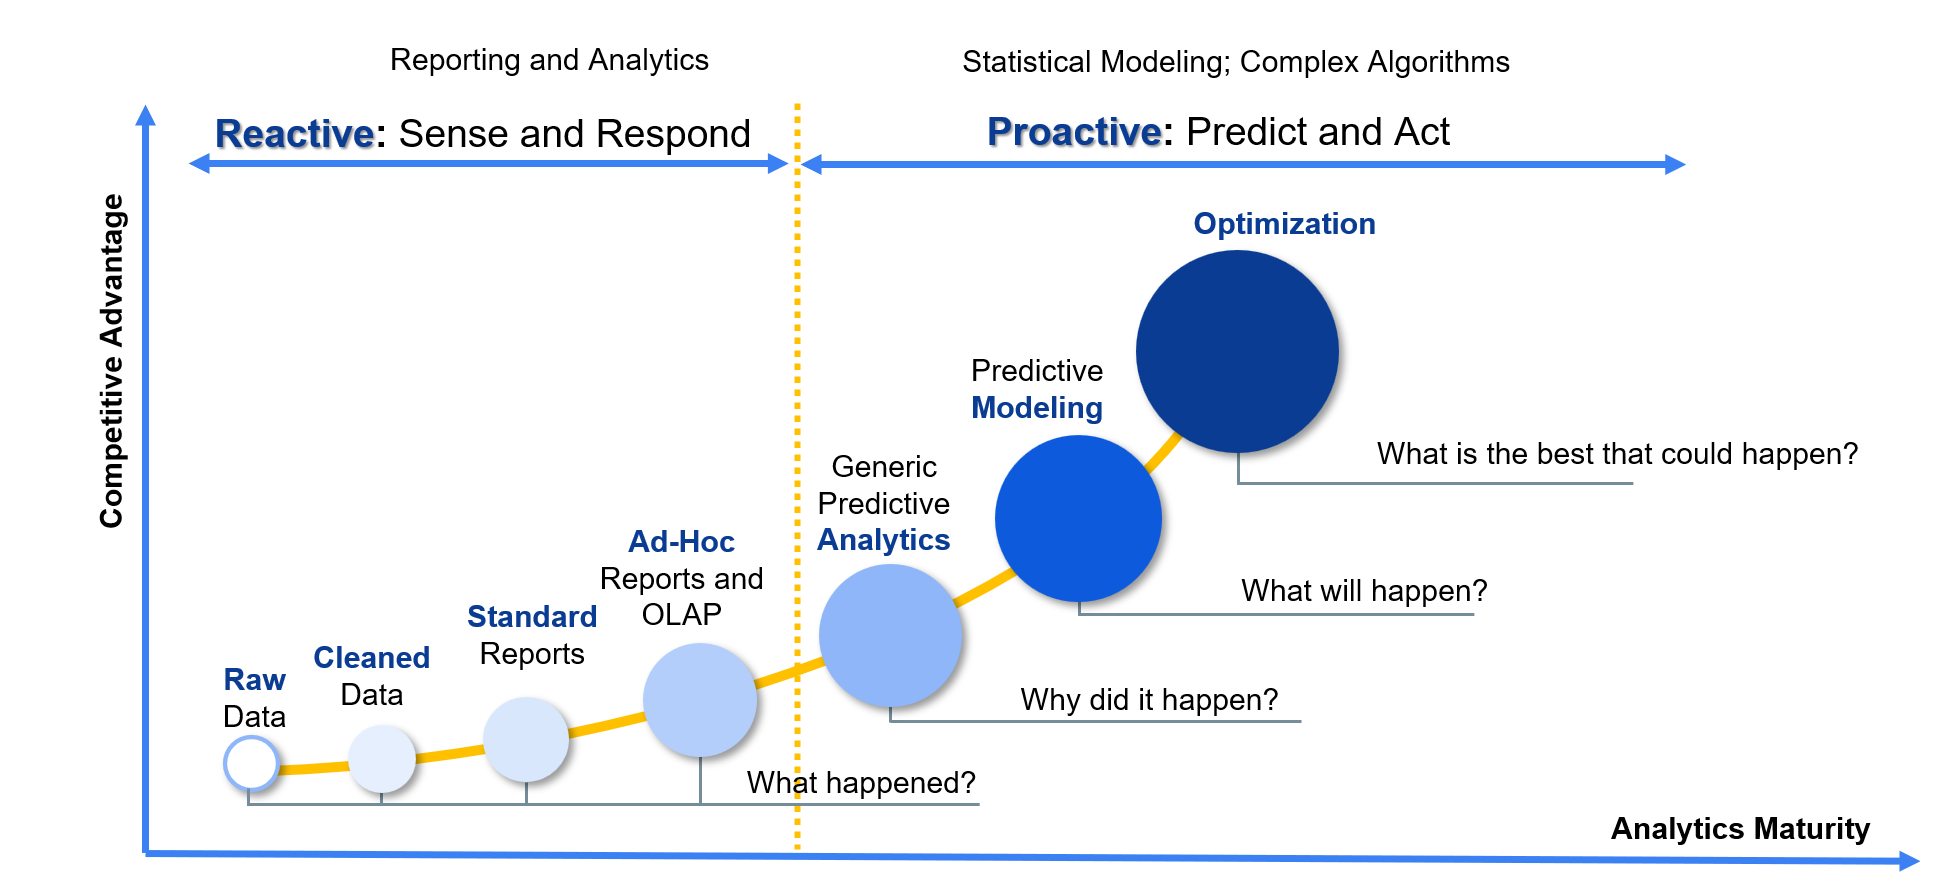 Reporting and Analytics
Statistical Modeling; Complex Algorithms
Reactive: Sense and Respond
Proactive: Predict and Act
Competitive Advantage
Optimization
Predictive
Modeling
What is the best that could happen?
Generic
Predictive
Analytics
Ad-Hoc
Reports and
OLAP
What will happen?
Standard
Reports
Cleaned
Data
Raw
Data
Why did it happen?
What happened?
Analytics Maturity